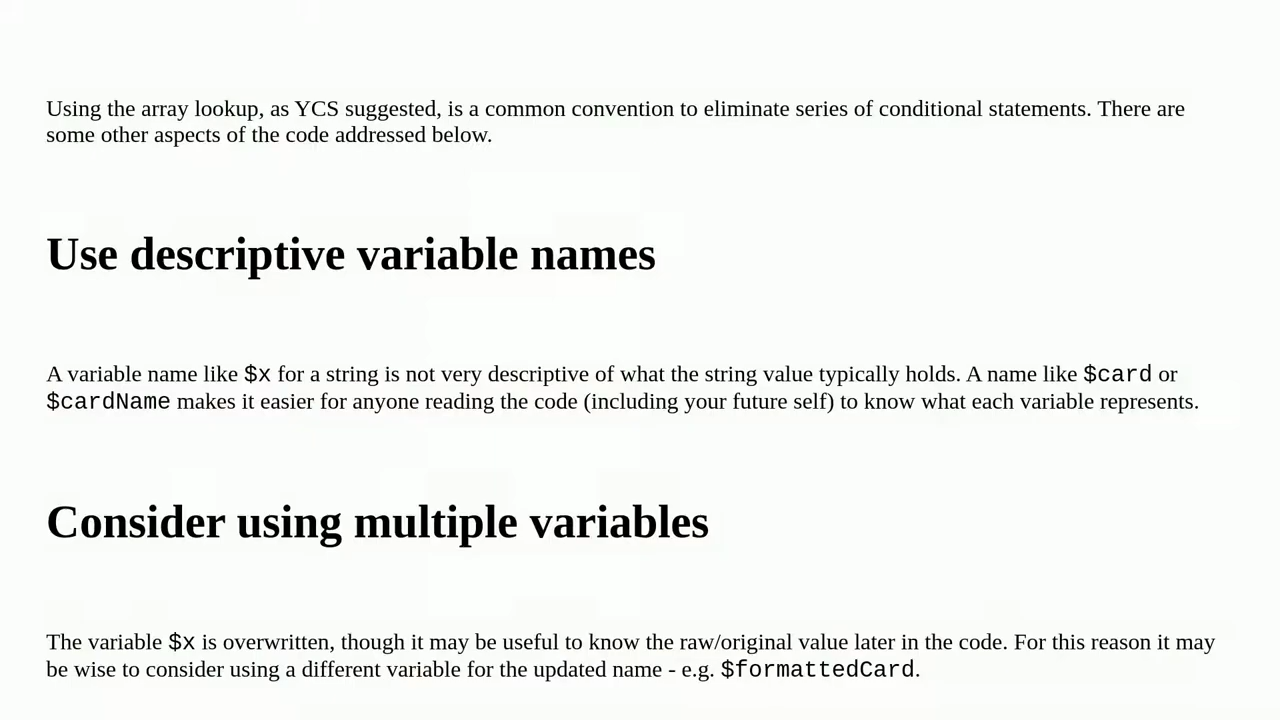 Using the array lookup, as YCS suggested, is a common convention to eliminate series of conditional statements. There are
some other aspects of the code addressed below.
Use descriptive variable names
A variable name like $x for a string is not very descriptive of what the string value typically holds. A name like $card or
$cardName makes it easier for anyone reading the code (including your future self) to know what each variable represents.
Consider using multiple variables
The variable $x is overwritten, though it may be useful to know the raw/original value later in the code. For this reason it may
be wise to consider using a different variable for the updated name - e.g. $formattedCard.